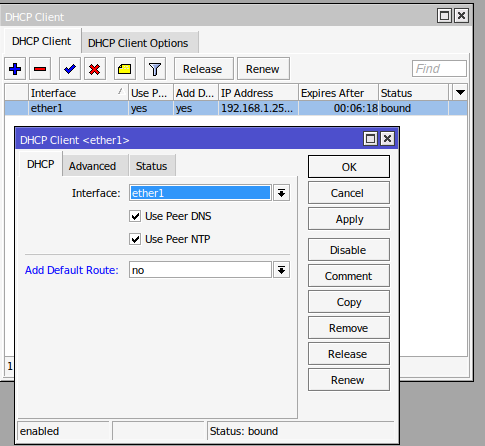 DHCP Client
DHCP Client DHCP Client Options
Release Renew Find
Interface Use P... Add D... IP Address Expires After Status
ether1 yes yes 192.168.1.25... 00:06:18 bound
DHCP Client <ether1>
DHCP Advanced Status
Interface: ether1
Use Peer DNS
Use Peer NTP
Add Default Route: no
OK
Cancel
Apply
Disable
Comment
Copy
Remove
Release
Renew
1
enabled Status: bound